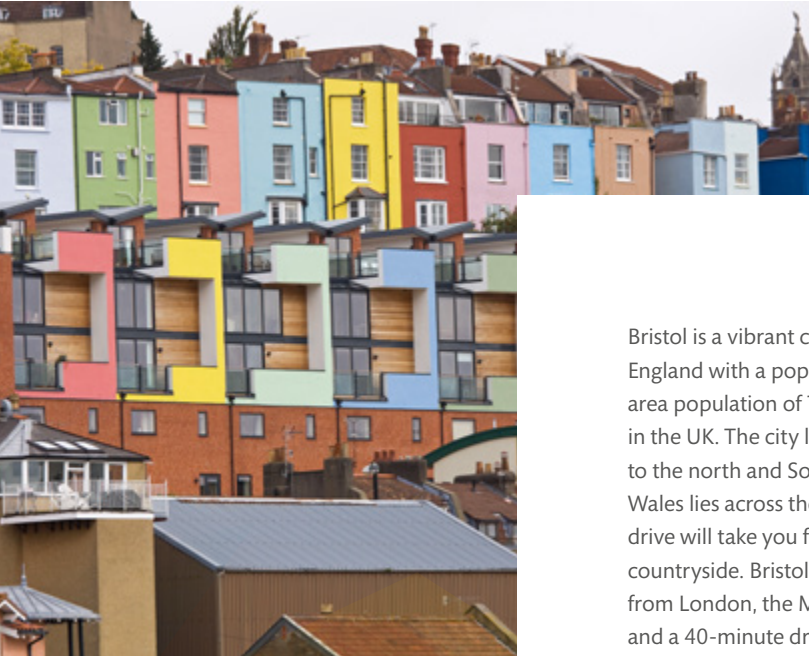 Bristol is a vibrant c
England with a pop
area population of
in the UK. The city l
to the north and So
Wales lies across the
drive will take you f
countryside. Bristol
from London, the M
and a 40-minute dr